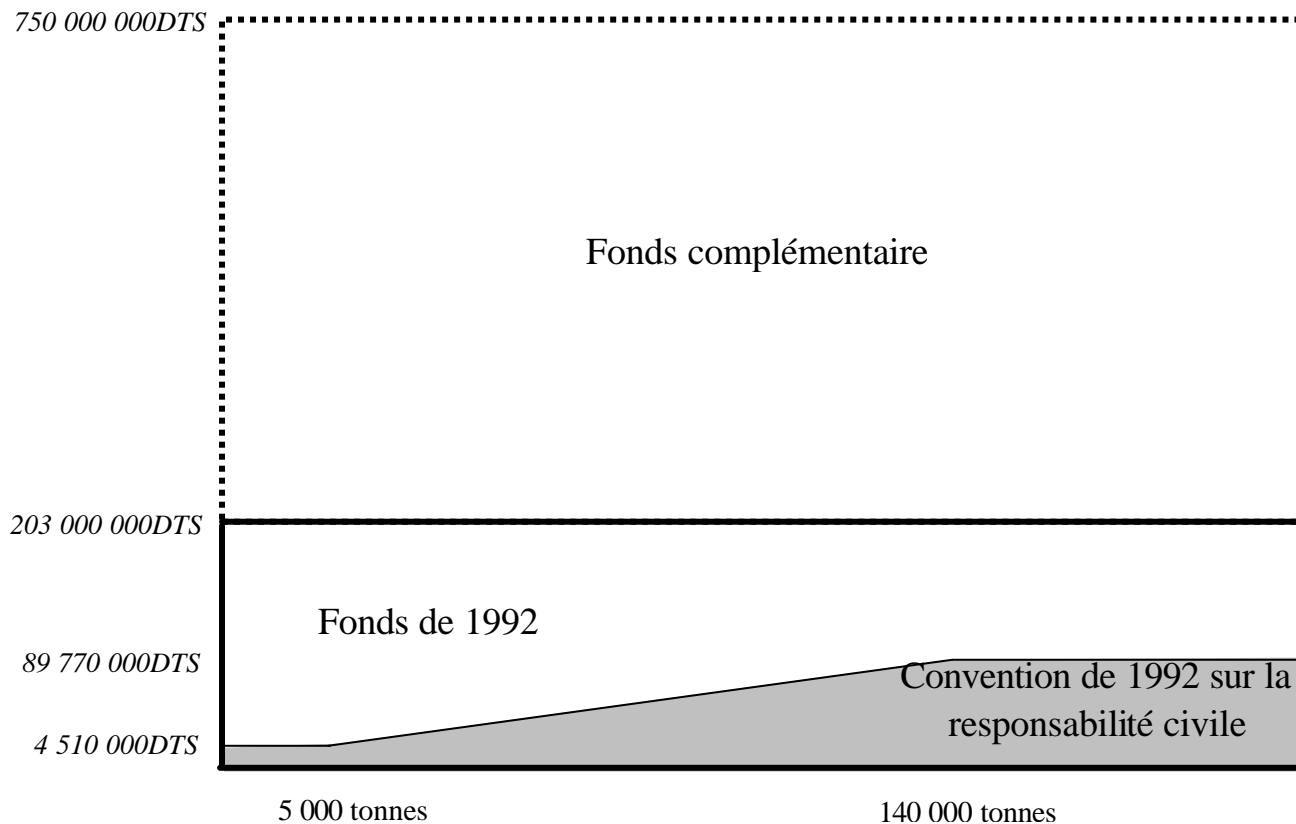 750 000 000DTS
Fonds complémentaire
203 000 000DTS
Fonds de 1992
89 770 000DTS
Convention de 1992 sur la
responsabilité civile
4 510 000DTS
5 000 tonnes
140 000 tonnes